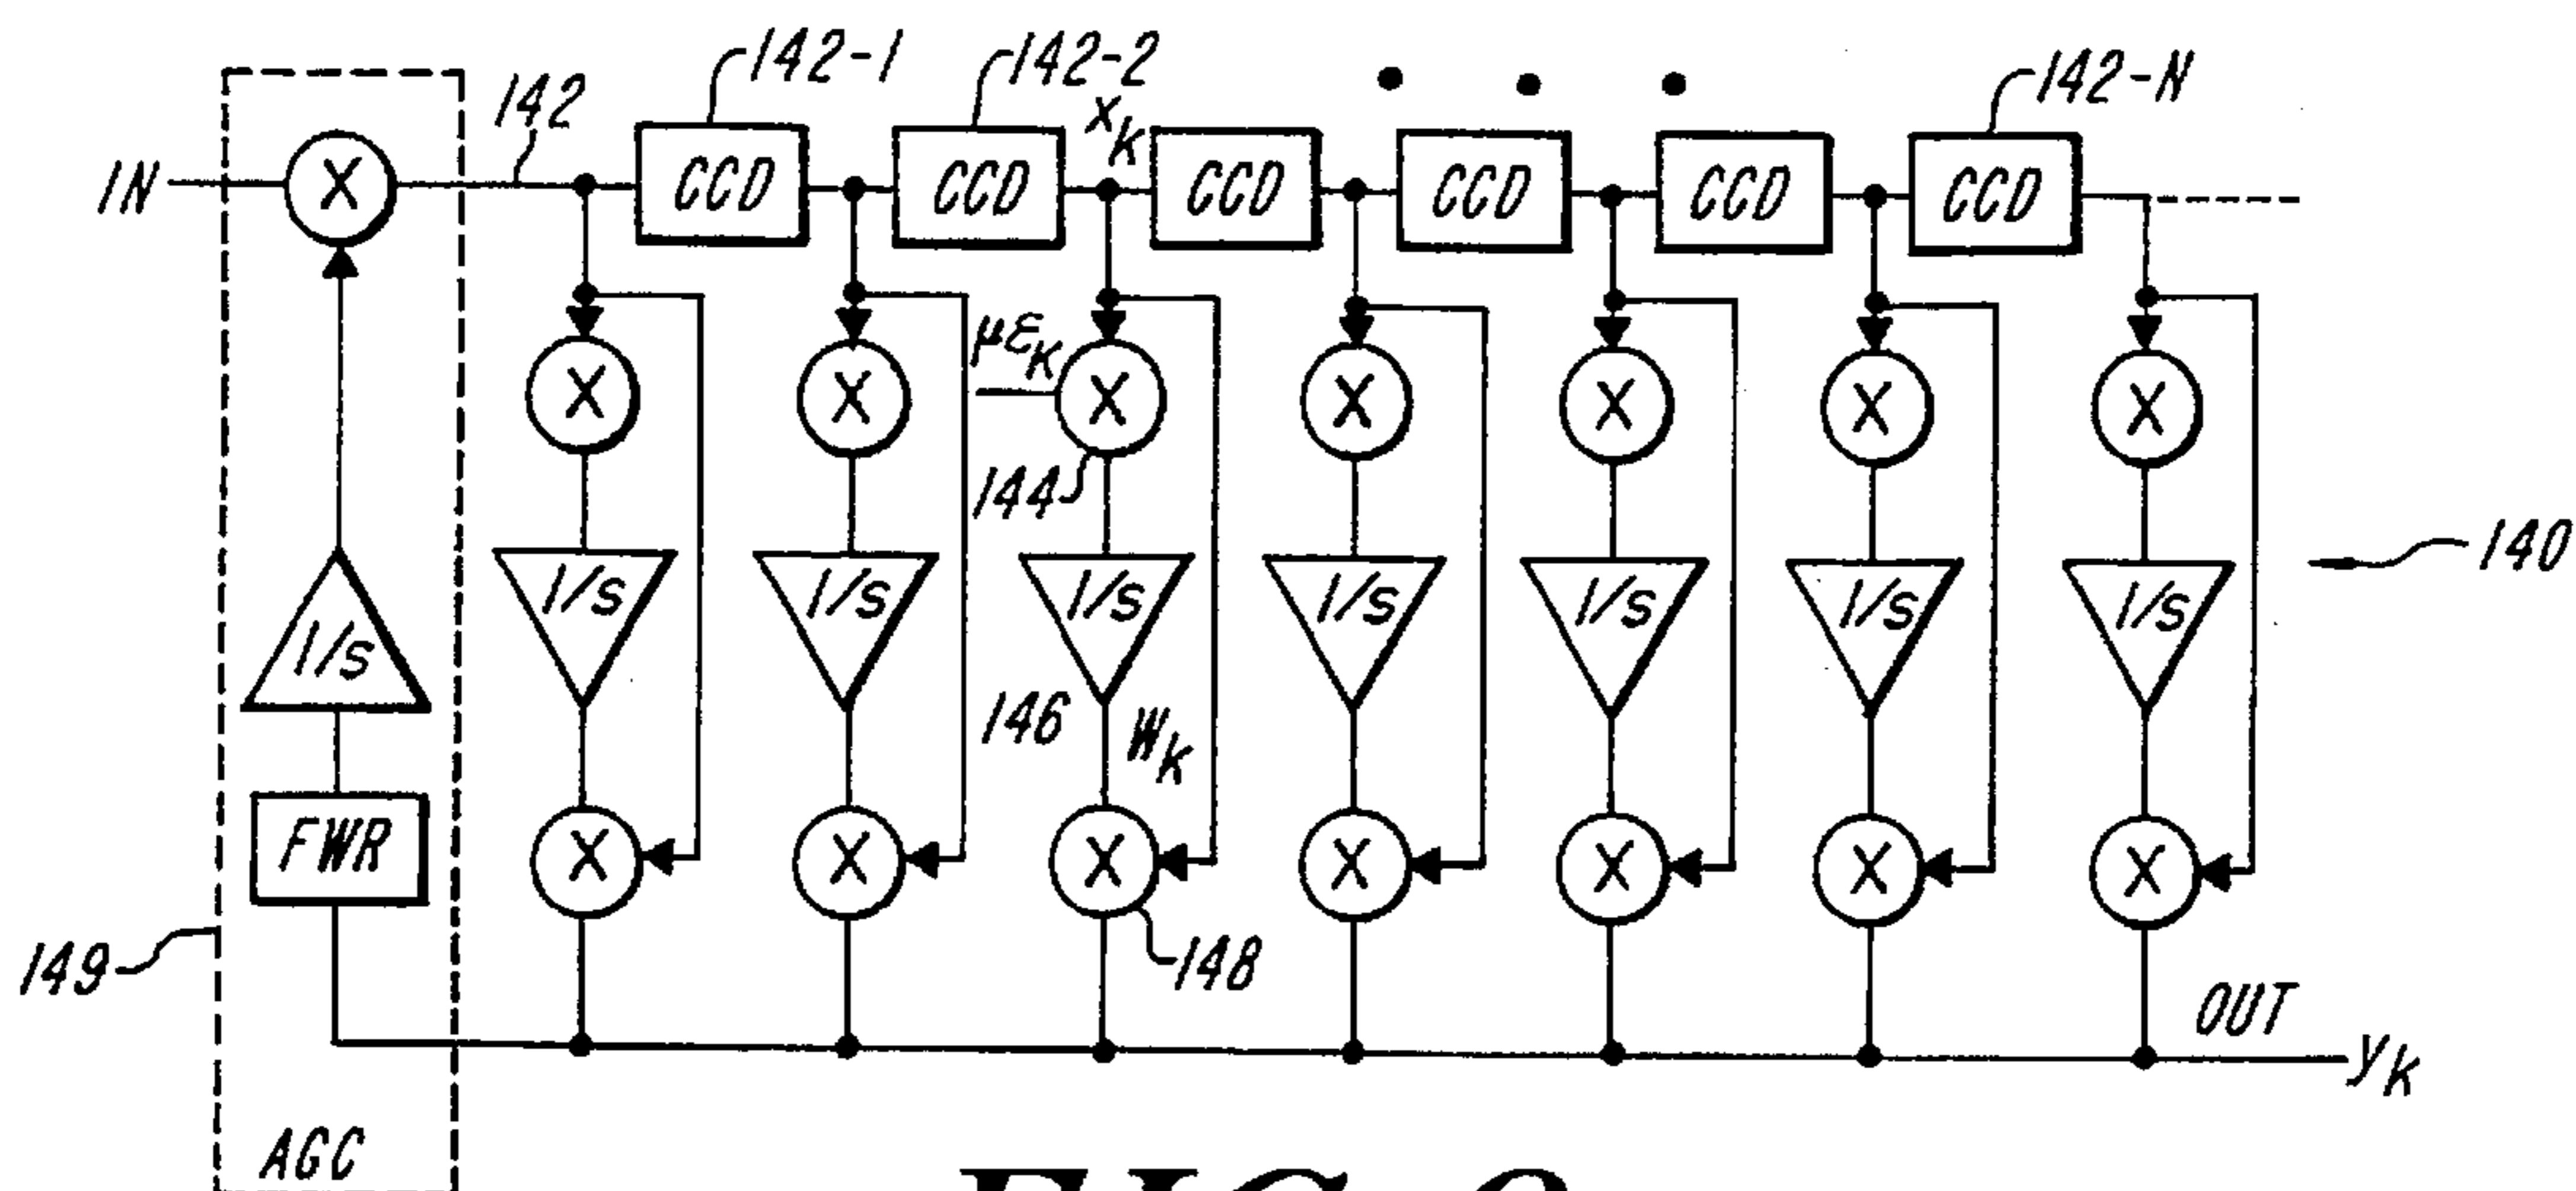 142-1
142-2
142-N
142
x_k
IN
X
CCD
CCD
CCD
CCD
CCD
CCD
με_k
X
X
X
X
X
X
X
144
140
1/s
1/s
1/s
1/s
1/s
1/s
1/s
1/s
146
W_k
FWR
X
X
X
X
X
X
X
149
148
OUT
y_k
AGC